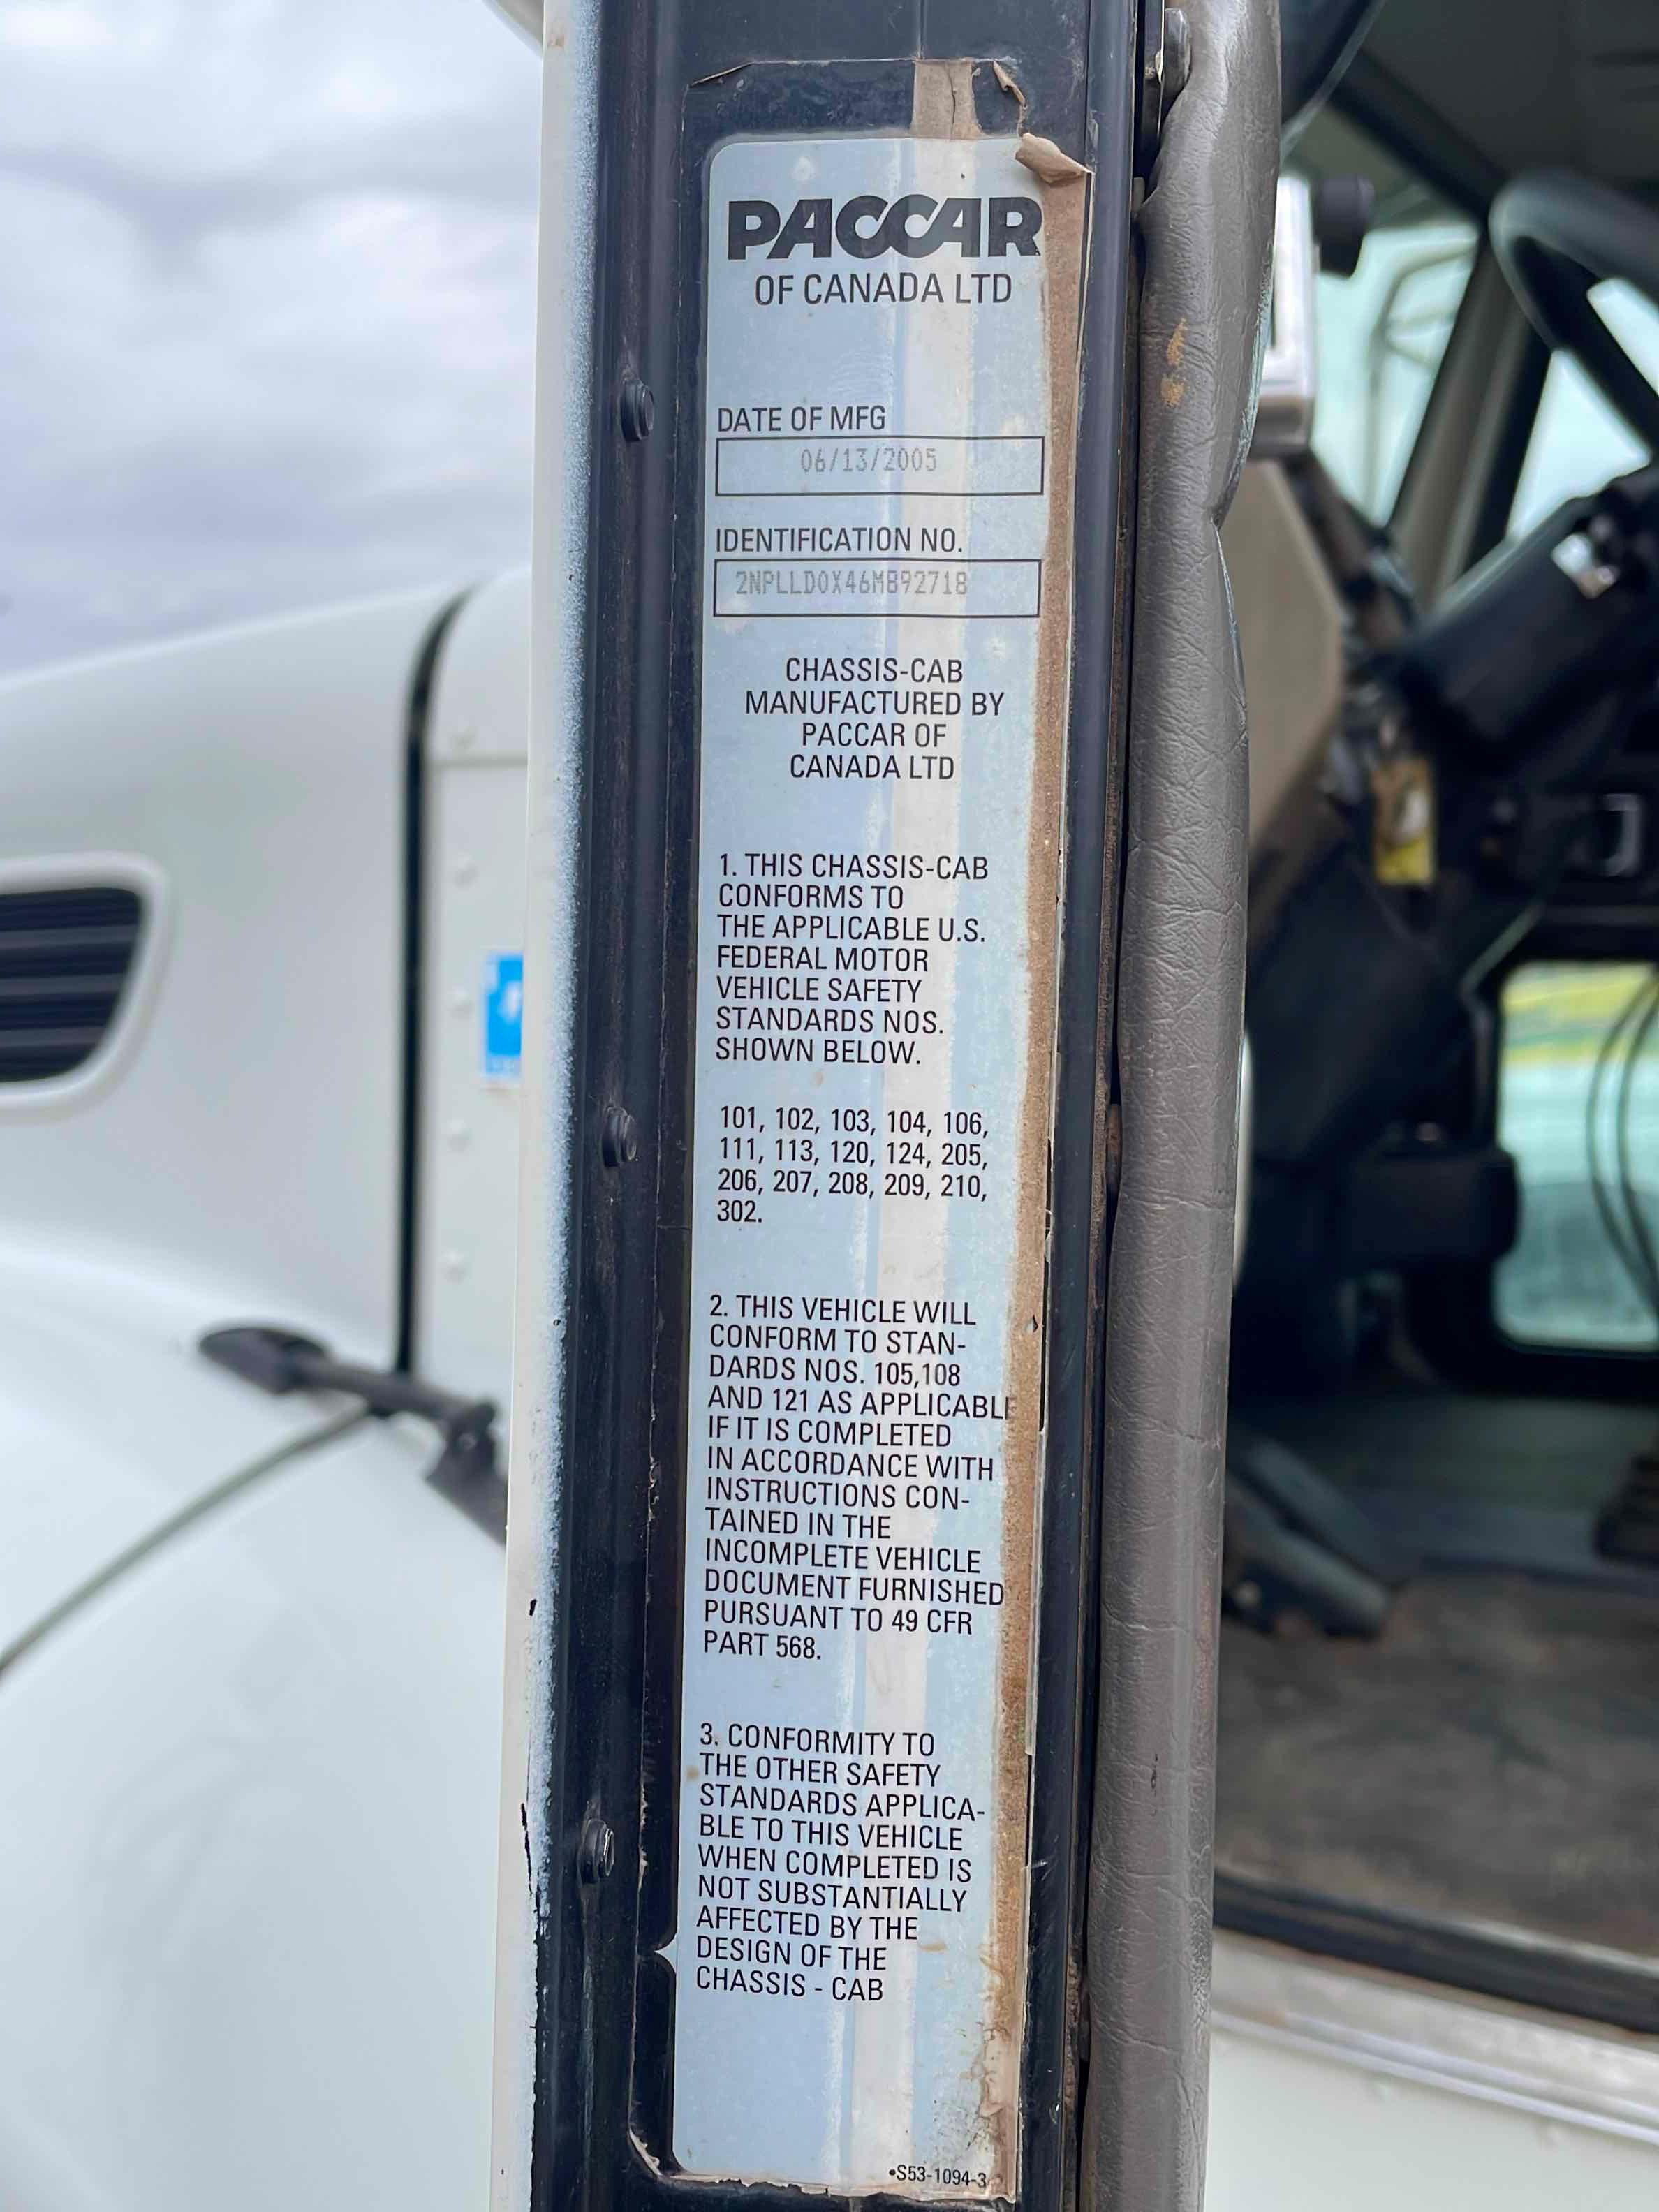 PACCAR
OF CANADA LTD
DATE OF MFG
06/13/2005
IDENTIFICATION NO.
2NPLLD0X46M892718
CHASSIS-CAB
MANUFACTURED BY
PACCAR OF
CANADA LTD
1. THIS CHASSIS-CAB
CONFORMS TO
THE APPLICABLE U.S.
FEDERAL MOTOR
VEHICLE SAFETY
STANDARDS NOS.
SHOWN BELOW.
101, 102, 103, 104, 106,
111, 113, 120, 124, 205,
206, 207, 208, 209, 210,
302.
2. THIS VEHICLE WILL
CONFORM TO STAN-
DARDS NOS. 105,108
AND 121 AS APPLICABLE
IF IT IS COMPLETED
IN ACCORDANCE WITH
INSTRUCTIONS CON-
TAINED IN THE
INCOMPLETE VEHICLE
DOCUMENT FURNISHED
PURSUANT TO 49 CFR
PART 568.
3. CONFORMITY TO
THE OTHER SAFETY
STANDARDS APPLICA-
BLE TO THIS VEHICLE
WHEN COMPLETED IS
NOT SUBSTANTIALLY
AFFECTED BY THE
DESIGN OF THE
CHASSIS - CAB
•S53-1094-3